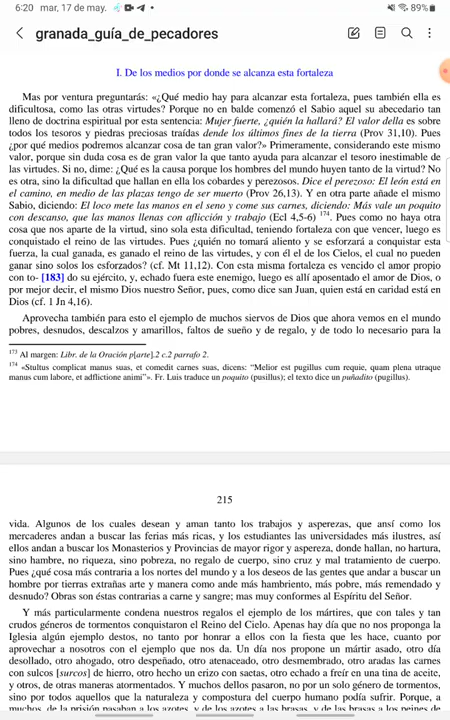 6:20 mar, 17 de may.
89%
granada_guía_de_pecadores
I. De los medios por donde se alcanza esta fortaleza
Mas por ventura preguntarás: «¿Qué medio hay para alcanzar esta fortaleza, pues también ella es
dificultosa, como las otras virtudes? Porque no en balde comenzó el Sabio aquel su abecedario tan
lleno de doctrina espiritual por esta sentencia: Mujer fuerte, ¿quién la hallará? El valor della es sobre
todos los tesoros y piedras preciosas traídas dende los últimos fines de la tierra (Prov 31,10). Pues
¿por qué medios podremos alcanzar cosa de tan gran valor?» Primeramente, considerando este mismo
valor, porque sin duda cosa es de gran valor la que tanto ayuda para alcanzar el tesoro inestimable de
las virtudes. Si no, dime: ¿Qué es la causa porque los hombres del mundo huyen tanto de la virtud? No
es otra, sino la dificultad que hallan en ella los cobardes y perezosos. Dice el perezoso: El león está en
el camino, en medio de las plazas tengo de ser muerto (Prov 26,13). Y en otra parte añade el mismo
Sabio, diciendo: El loco mete las manos en el seno y come sus carnes, diciendo: Más vale un poquito
con descanso, que las manos llenas con aflicción y trabajo (Ecl 4,5-6) 174. Pues como no haya otra
cosa que nos aparte de la virtud, sino sola esta dificultad, teniendo fortaleza con que vencer, luego es
conquistado el reino de las virtudes. Pues ¿quién no tomará aliento y se esforzará a conquistar esta
fuerza, la cual ganada, es ganado el reino de las virtudes, y con él el de los Cielos, el cual no pueden
ganar sino solos los esforzados? (cf. Mt 11,12). Con esta misma fortaleza es vencido el amor propio
con to- [183] do su ejército, y, echado fuera este enemigo, luego es allí aposentado el amor de Dios, o
por mejor decir, el mismo Dios nuestro Señor, pues, como dice san Juan, quien está en caridad está en
Dios (cf. 1 Jn 4,16).
Aprovecha también para esto el ejemplo de muchos siervos de Dios que ahora vemos en el mundo
pobres, desnudos, descalzos y amarillos, faltos de sueño y de regalo, y de todo lo necesario para la
173 Al margen: Libr. de la Oración p[arte].2 c.2 parrafo 2.
174 «Stultus complicat manus suas, et comedit carnes suas, dicens: “Melior est pugillus cum requie, quam plena utraque
manus cum labore, et adflictione animi”». Fr. Luis traduce un poquito (pusillus); el texto dice un puñadito (pugillus).
215
vida. Algunos de los cuales desean y aman tanto los trabajos y asperezas, que ansí como los
mercaderes andan a buscar las ferias más ricas, y los estudiantes las universidades más ilustres, así
ellos andan a buscar los Monasterios y Provincias de mayor rigor y aspereza, donde hallan, no hartura,
sino hambre, no riqueza, sino pobreza, no regalo de cuerpo, sino cruz y mal tratamiento de cuerpo.
Pues ¿qué cosa más contraria a los nortes del mundo y a los deseos de las gentes que andar a buscar un
hombre por tierras extrañas arte y manera como ande más hambriento, más pobre, más remendado y
desnudo? Obras son éstas contrarias a carne y sangre; mas muy conformes al Espíritu del Señor.
Y más particularmente condena nuestros regalos el ejemplo de los mártires, que con tales y tan
crudos géneros de tormentos conquistaron el Reino del Cielo. Apenas hay día que no nos proponga la
Iglesia algún ejemplo destos, no tanto por honrar a ellos con la fiesta que les hace, cuanto por
aprovechar a nosotros con el ejemplo que nos da. Un día nos propone un mártir asado, otro día
desollado, otro ahogado, otro despeñado, otro atenaceado, otro desmembrado, otro aradas las carnes
con sulcos [surcos] de hierro, otro hecho un erizo con saetas, otro echado a freír en una tina de aceite,
y otros, de otras maneras atormentados. Y muchos dellos pasaron, no por un solo género de tormentos,
sino por todos aquellos que la naturaleza y compostura del cuerpo humano podía sufrir. Porque, a
muchos, de la prisión pasaban a los azotes, y de los azotes a las brasas, y de las brasas a los peines de